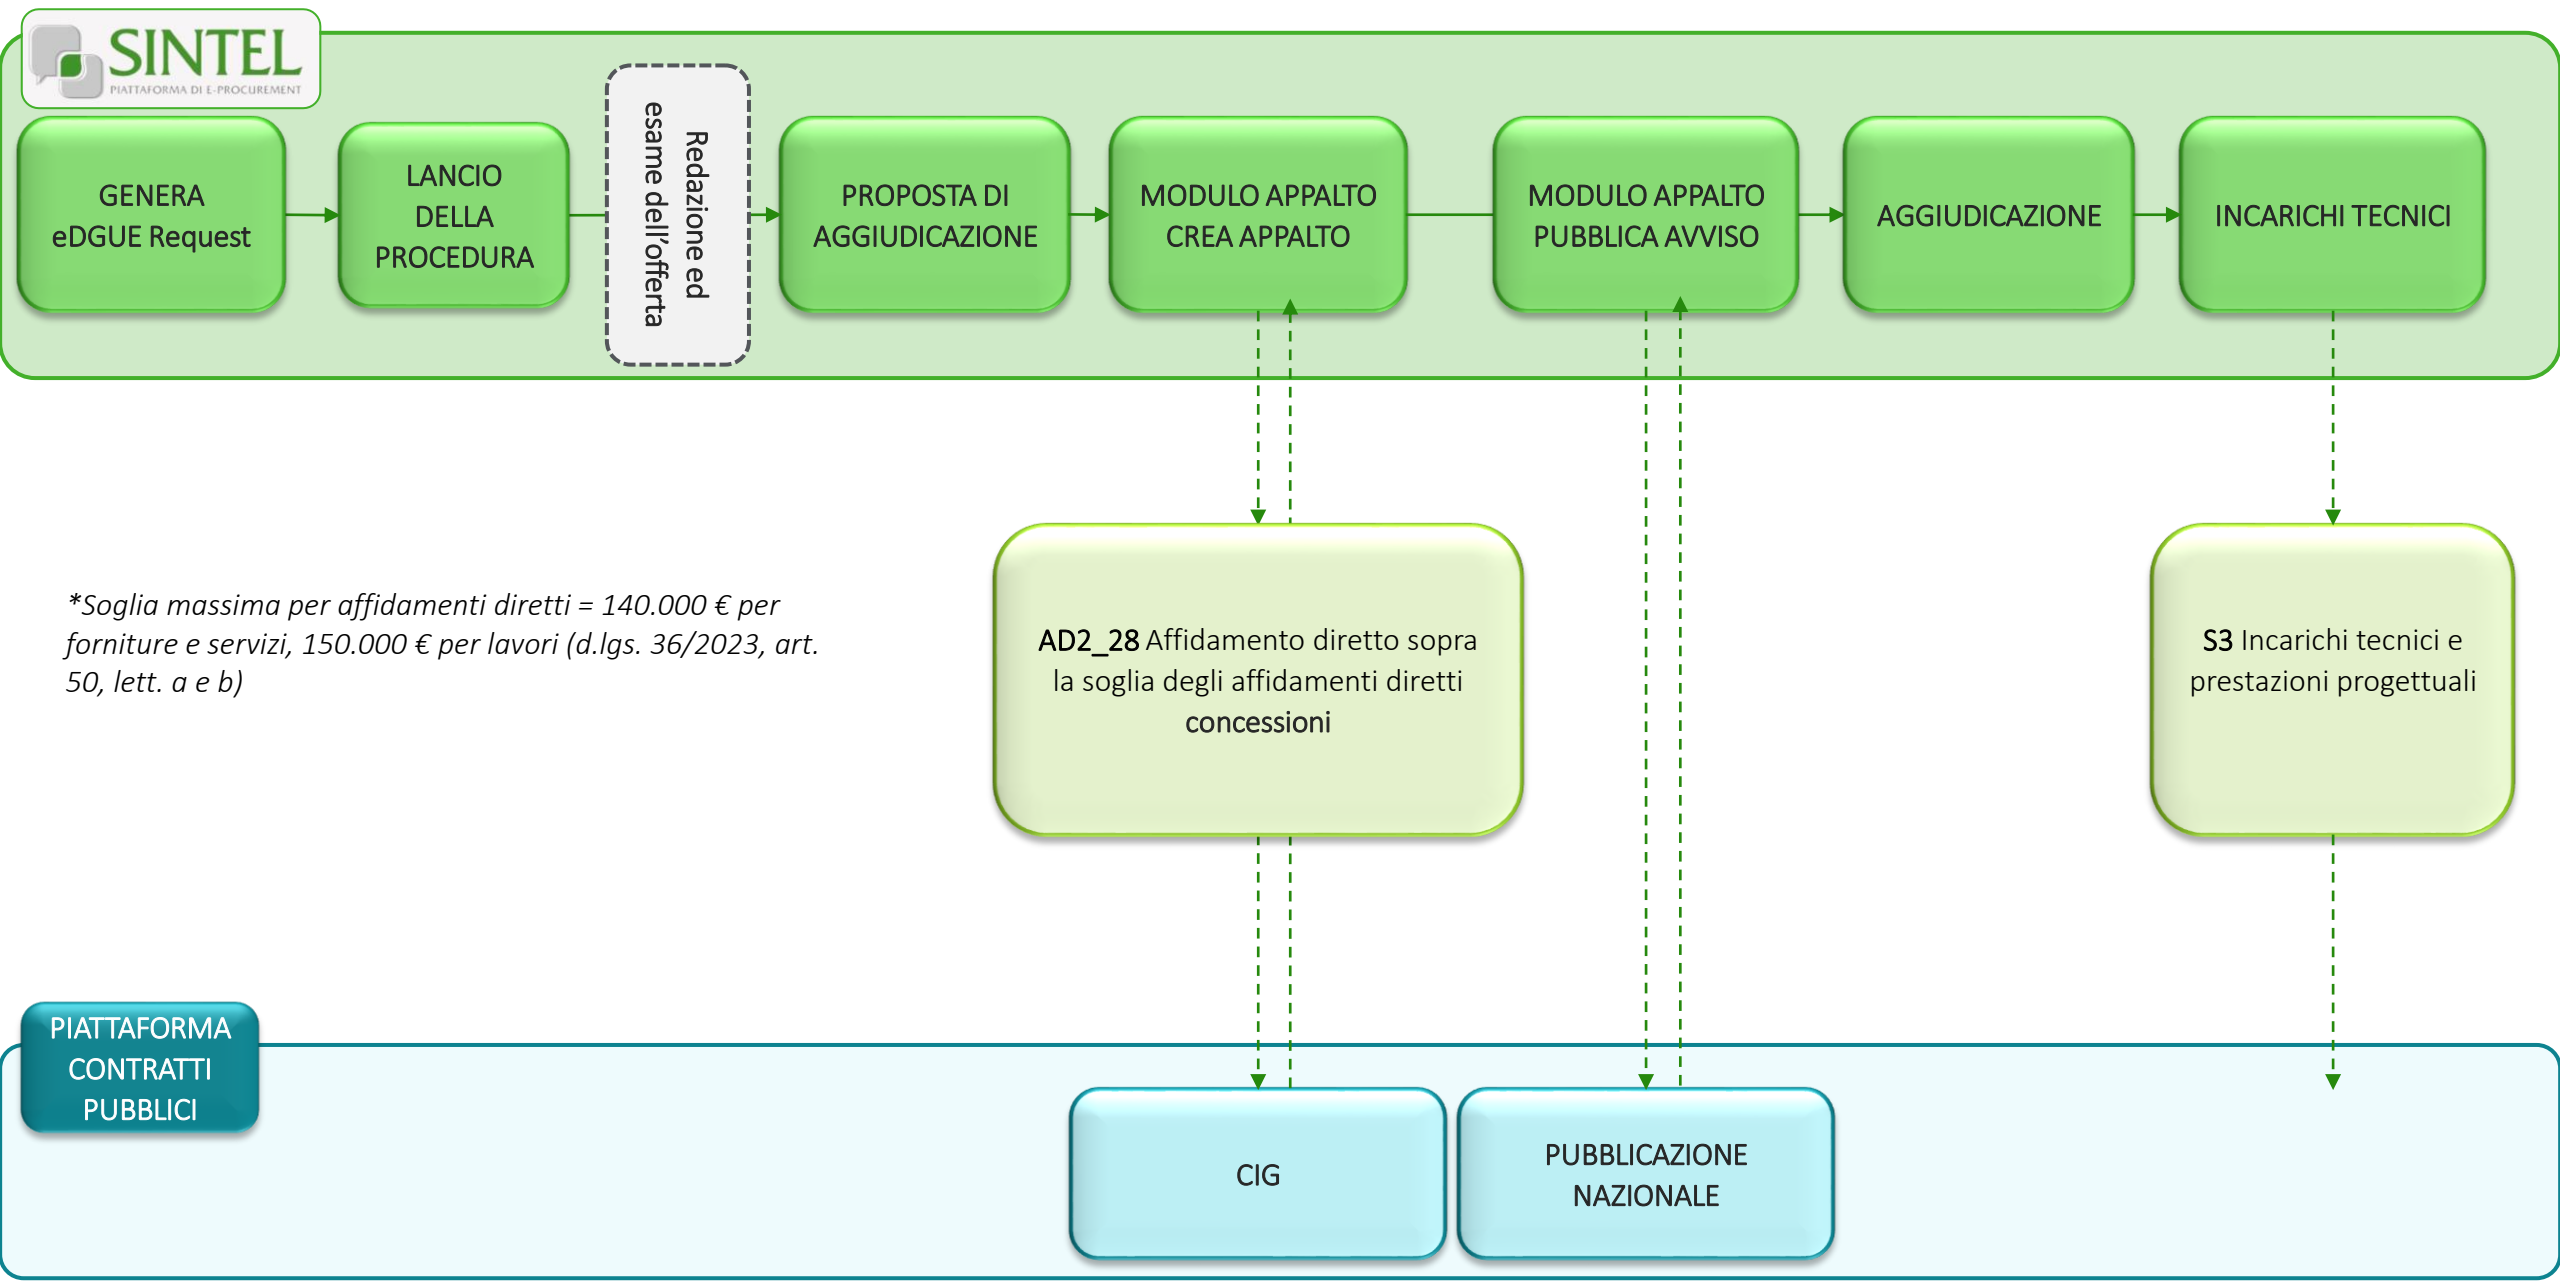 SINTEL
PIATTAFORMA DI E-PROCUREMENT
GENERA
eDGUE Request
LANCIO
DELLA
PROCEDURA
Redazione ed
esame dell'offerta
PROPOSTA DI
AGGIUDICAZIONE
MODULO APPALTO
CREA APPALTO
MODULO APPALTO
PUBBLICA AVVISO
AGGIUDICAZIONE
INCARICHI TECNICI
*Soglia massima per affidamenti diretti = 140.000 € per
forniture e servizi, 150.000 € per lavori (d.lgs. 36/2023, art.
50, lett. a e b)
AD2_28 Affidamento diretto sopra
la soglia degli affidamenti diretti
concessioni
S3 Incarichi tecnici e
prestazioni progettuali
PIATTAFORMA
CONTRATTI
PUBBLICI
CIG
PUBBLICAZIONE
NAZIONALE